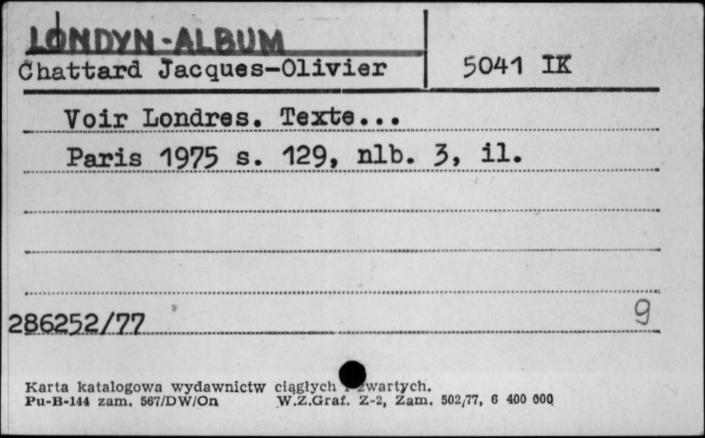 LONDYN-ALBUM
Chattard Jacques-Olivier 5041 IK
Voir Londres. Texte...
Paris 1975 s. 129, nlb. 3, il.
286252/77 9
Karta katalogowa wydawnictw ciągłych i zwartych.
Pu-B-144 zam. 567/DW/On W.Z.Graf. Z-2, Zam. 502/77, 6 400 000